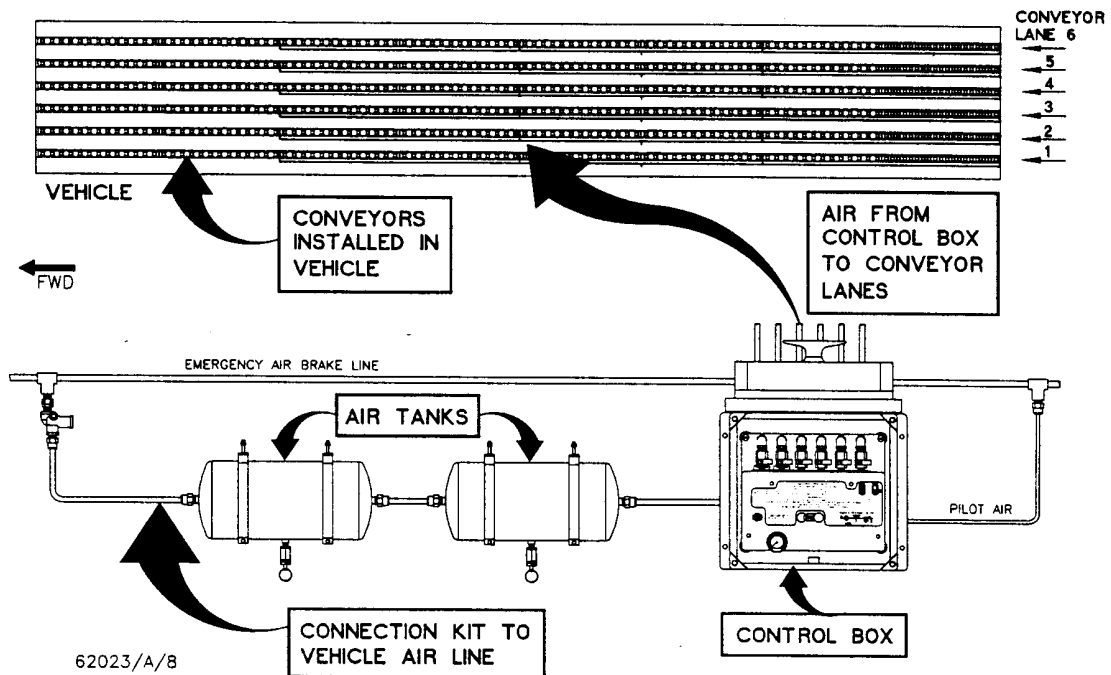 CONVEYOR
LANE 6
5
4
3
2
1
VEHICLE
CONVEYORS
INSTALLED IN
VEHICLE
AIR FROM
CONTROL BOX
TO CONVEYOR
LANES
FWD
EMERGENCY AIR BRAKE LINE
AIR TANKS
PILOT AIR
CONNECTION KIT TO
VEHICLE AIR LINE
CONTROL BOX
62023/A/8